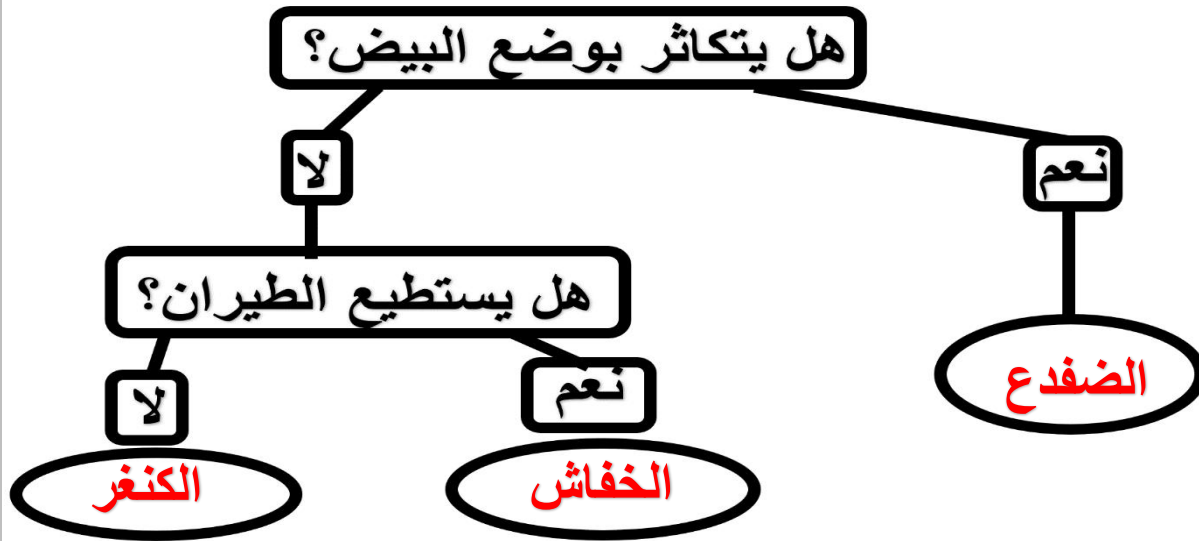 هل يتكاثر بوضع البيض؟
نعم
لا
هل يستطيع الطيران؟
الضفدع
نعم
لا
الخفاش
الكنغر